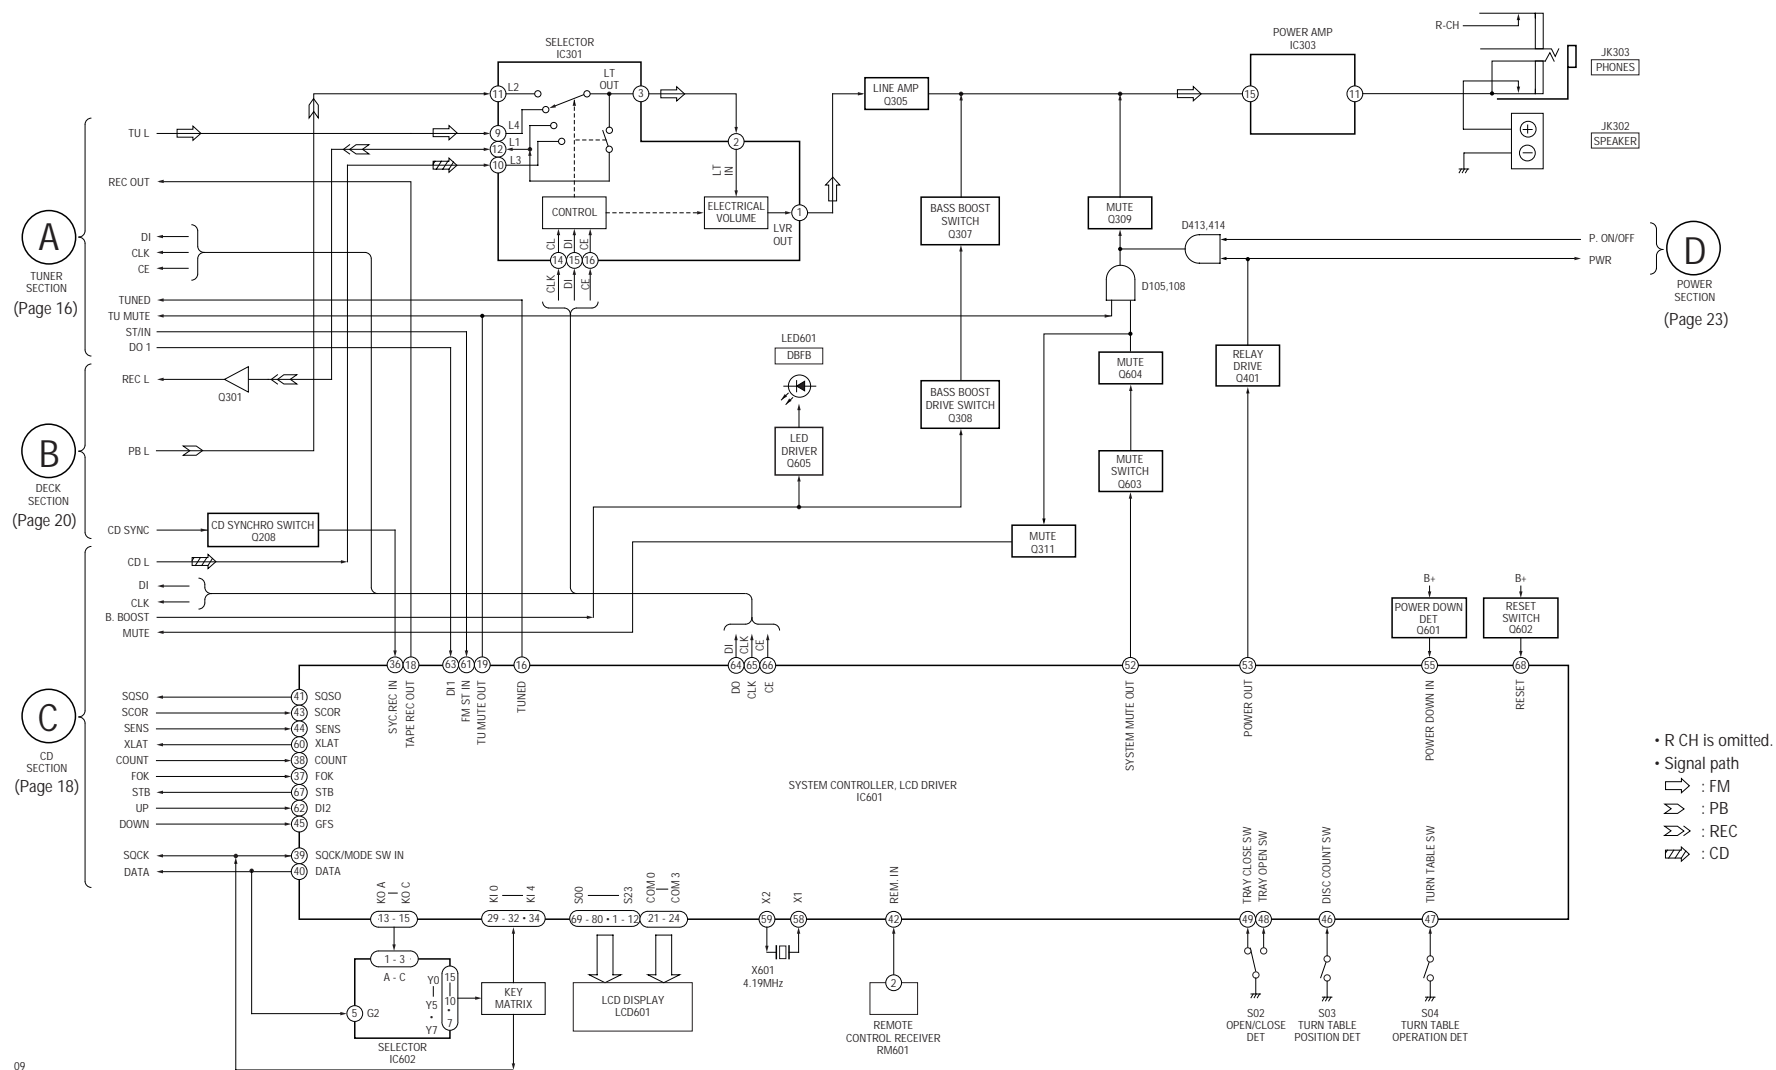 SELECTOR
IC301
LT
OUT
11
L2
3
9
L4
12
L1
10
L3
2
LT
IN
CONTROL
ELECTRICAL
VOLUME
1
LVR
OUT
CL
DI
CE
14
15
16
CLK
DI
CE
LINE AMP
Q305
POWER AMP
IC303
15
11
R-CH
JK303
PHONES
JK302
SPEAKER
+
−
BASS BOOST
SWITCH
Q307
MUTE
Q309
D413,414
D105,108
P. ON/OFF
PWR
D
POWER
SECTION
(Page 23)
A
TUNER
SECTION
(Page 16)
TU L
REC OUT
DI
CLK
CE
TUNED
TU MUTE
ST/IN
DO 1
B
DECK
SECTION
(Page 20)
REC L
Q301
PB L
CD SYNC
CD SYNCHRO SWITCH
Q208
LED601
DBFB
LED
DRIVER
Q605
BASS BOOST
DRIVE SWITCH
Q308
MUTE
Q604
MUTE
SWITCH
Q603
RELAY
DRIVE
Q401
MUTE
Q311
C
CD
SECTION
(Page 18)
CD L
DI
CLK
B. BOOST
MUTE
SQSO
SCOR
SENS
XLAT
COUNT
FOK
STB
UP
DOWN
SQCK
DATA
B+
POWER DOWN
DET
Q601
B+
RESET
SWITCH
Q602
DI
CLK
CE
36
18
63
61
19
16
64
65
66
52
53
55
68
SYC.REC IN
TAPE REC OUT
DI1
FM ST IN
TU MUTE OUT
TUNED
DO
CLK
CE
SYSTEM MUTE OUT
POWER OUT
POWER DOWN IN
RESET
41 SQSO
43 SCOR
44 SENS
60 XLAT
38 COUNT
37 FOK
67 STB
62 DI2
45 GFS
39 SQCK/MODE SW IN
40 DATA
SYSTEM CONTROLLER, LCD DRIVER
IC601
KO A
KO C
KI 0
KI 4
S00
S23
COM 0
COM 3
X2
X1
REM. IN
TRAY CLOSE SW
TRAY OPEN SW
DISC COUNT SW
TURN TABLE SW
13 - 15
29 - 32 • 34
69 - 80 • 1 - 12
21 - 24
59
58
42
49
48
46
47
1 - 3
A - C
5
G2
Y0
Y5
•
Y7
15
10
•
7
SELECTOR
IC602
KEY
MATRIX
LCD DISPLAY
LCD601
X601
4.19MHz
2
REMOTE
CONTROL RECEIVER
RM601
S02
OPEN/CLOSE
DET
S03
TURN TABLE
POSITION DET
S04
TURN TABLE
OPERATION DET
• R CH is omitted.
• Signal path
: FM
: PB
: REC
: CD
09